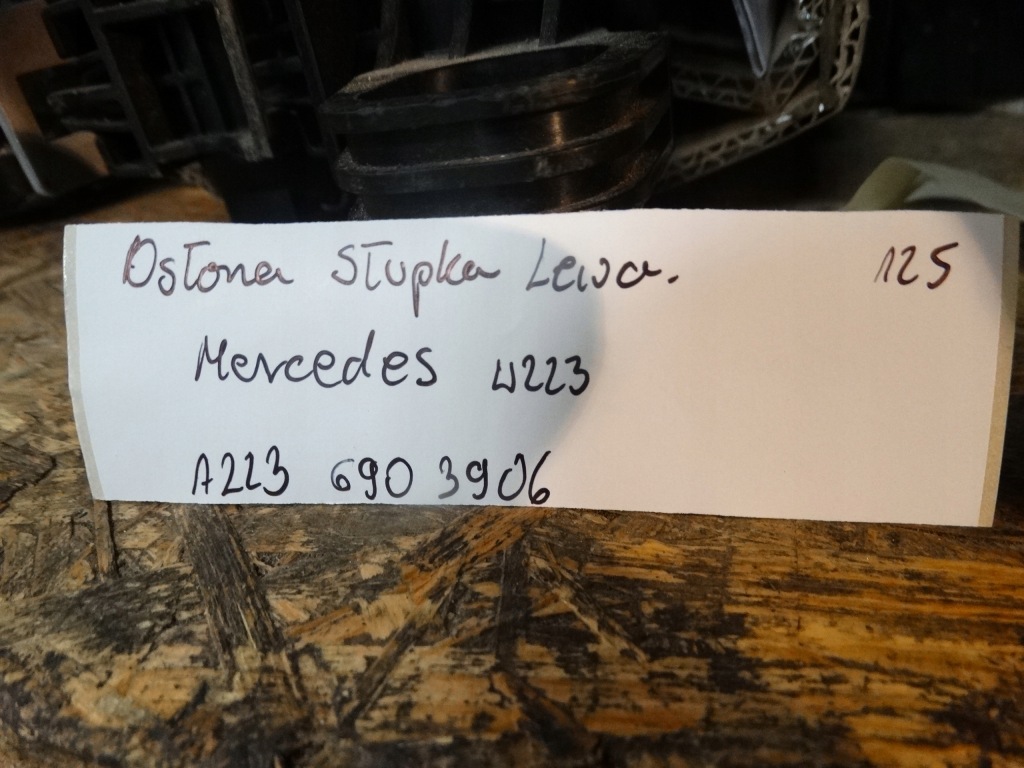 Osłona Słupka Lewa. 125
Mercedes W223
A223 690 3906